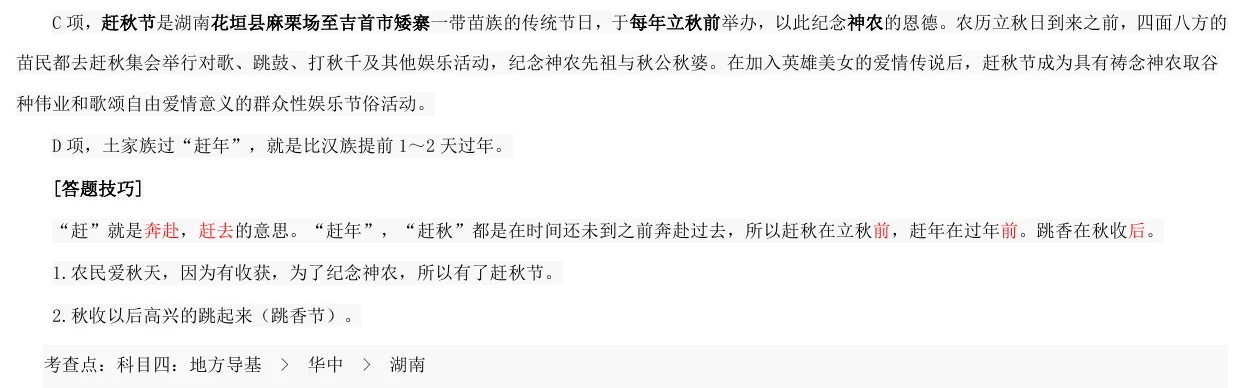 C 项，赶秋节是湖南花垣县麻栗场至吉首市矮寨一带苗族的传统节日，于每年立秋前举办，以此纪念神农的恩德。农历立秋日到来之前，四面八方的
苗民都去赶秋集会举行对歌、跳鼓、打秋千及其他娱乐活动，纪念神农先祖与秋公秋婆。在加入英雄美女的爱情传说后，赶秋节成为具有祷念神农取谷
种伟业和歌颂自由爱情意义的群众性娱乐节俗活动。
D 项，土家族过“赶年”，就是比汉族提前 1～2 天过年。
[答题技巧]
“赶”就是奔赴，赶去的意思。“赶年”，“赶秋”都是在时间还未到之前奔赴过去，所以赶秋在立秋前，赶年在过年前。跳香在秋收后。
1.农民爱秋天，因为有收获，为了纪念神农，所以有了赶秋节。
2.秋收以后高兴的跳起来（跳香节）。
考查点：科目四：地方导基 > 华中 > 湖南